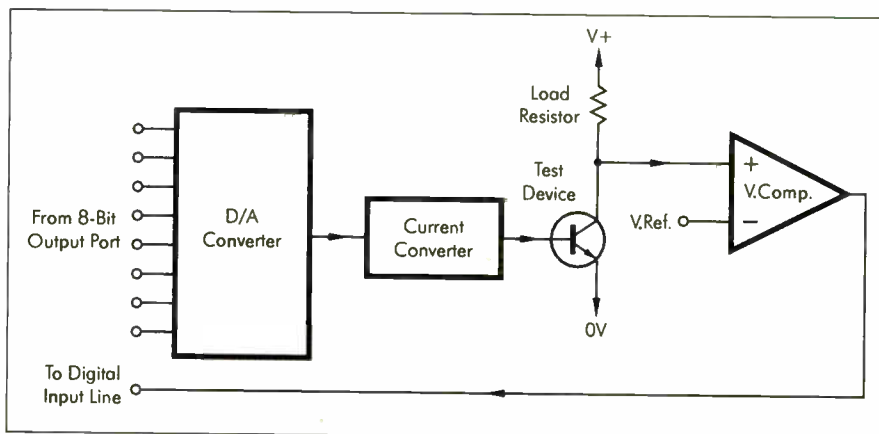 V+
Load
Resistor
Test
Device
+
V.Comp.
V.Ref.
−
From 8-Bit
Output Port
D/A
Converter
Current
Converter
0V
To Digital
Input Line